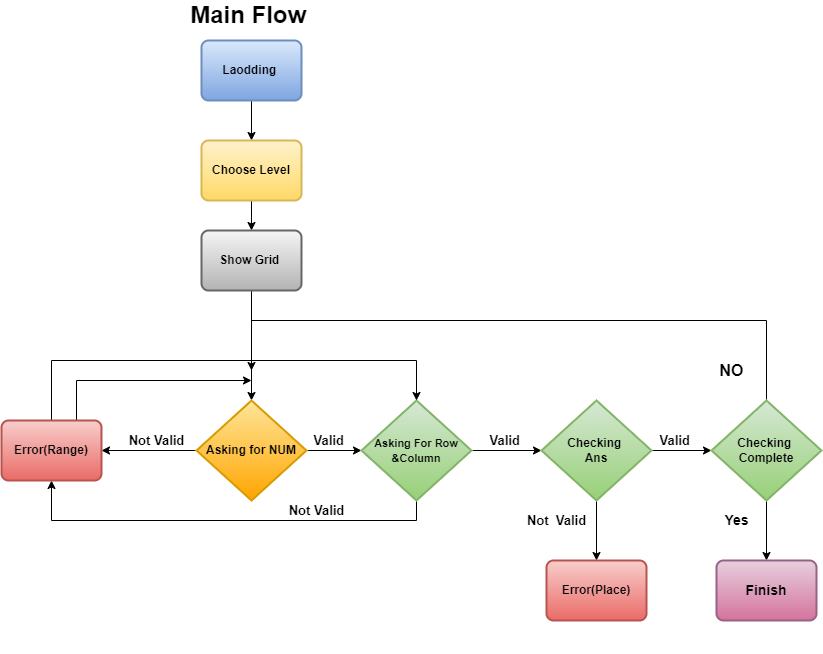 Main Flow
Laodding
Choose Level
Show Grid
NO
Error(Range)
Not Valid
Asking for NUM
Valid
Asking For Row
&Column
Valid
Checking
Ans
Valid
Checking
Complete
Not Valid
Not  Valid
Yes
Error(Place)
Finish